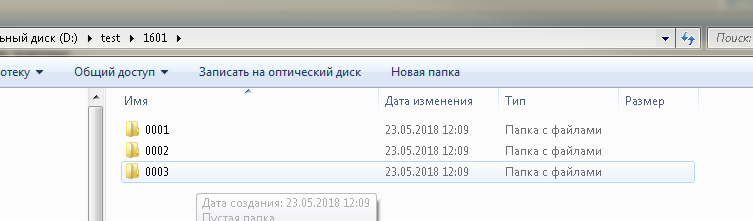 льный диск (D:) ▸ test ▸ 1601 ▸ Поиск:
отеку Общий доступ Записать на оптический диск Новая папка
Имя Дата изменения Тип Размер
0001 23.05.2018 12:09 Папка с файлами
0002 23.05.2018 12:09 Папка с файлами
0003 23.05.2018 12:09 Папка с файлами
Дата создания: 23.05.2018 12:09
Пустая папка